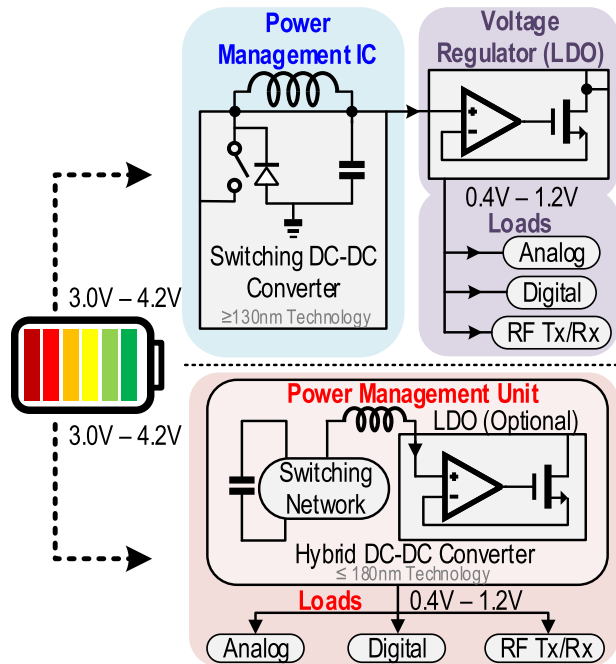 Power
Management IC
Voltage
Regulator (LDO)
+
−
Switching DC-DC
Converter
≥130nm Technology
0.4V – 1.2V
Loads
Analog
Digital
RF Tx/Rx
3.0V – 4.2V
3.0V – 4.2V
Power Management Unit
LDO (Optional)
Switching
Network
+
−
Hybrid DC-DC Converter
≤ 180nm Technology
Loads
0.4V – 1.2V
Analog
Digital
RF Tx/Rx